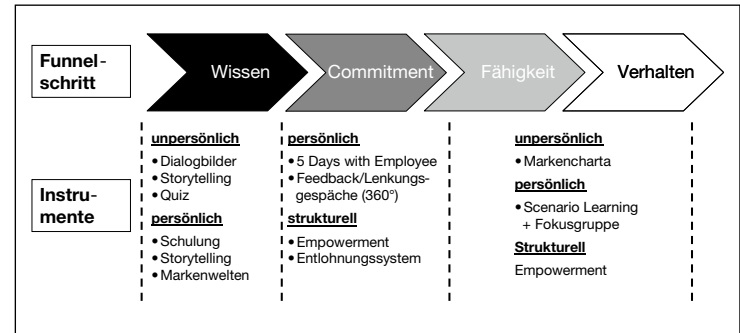 Funnel-
schritt
Wissen
Commitment
Fähigkeit
Verhalten
Instru-
mente
unpersönlich
• Dialogbilder
• Storytelling
• Quiz
persönlich
• Schulung
• Storytelling
• Markenwelten
persönlich
• 5 Days with Employee
• Feedback/Lenkungs-
gespäche (360°)
strukturell
• Empowerment
• Entlohnungssystem
unpersönlich
• Markencharta
persönlich
• Scenario Learning
+ Fokusgruppe
Strukturell
Empowerment